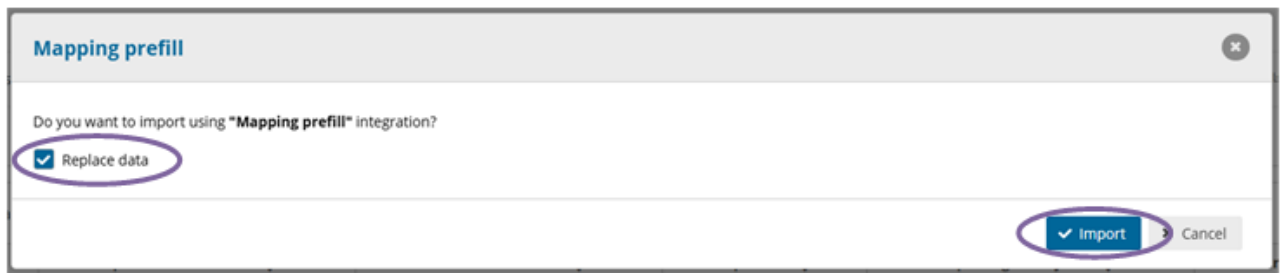 Mapping prefill
Do you want to import using "Mapping prefill" integration?
Replace data
Import
Cancel